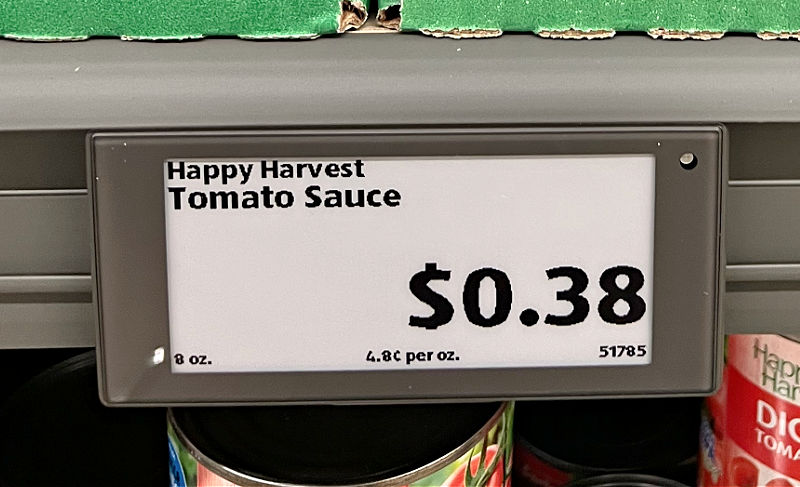 Happy Harvest
Tomato Sauce
$0.38
8 oz.
4.8¢ per oz.
51785